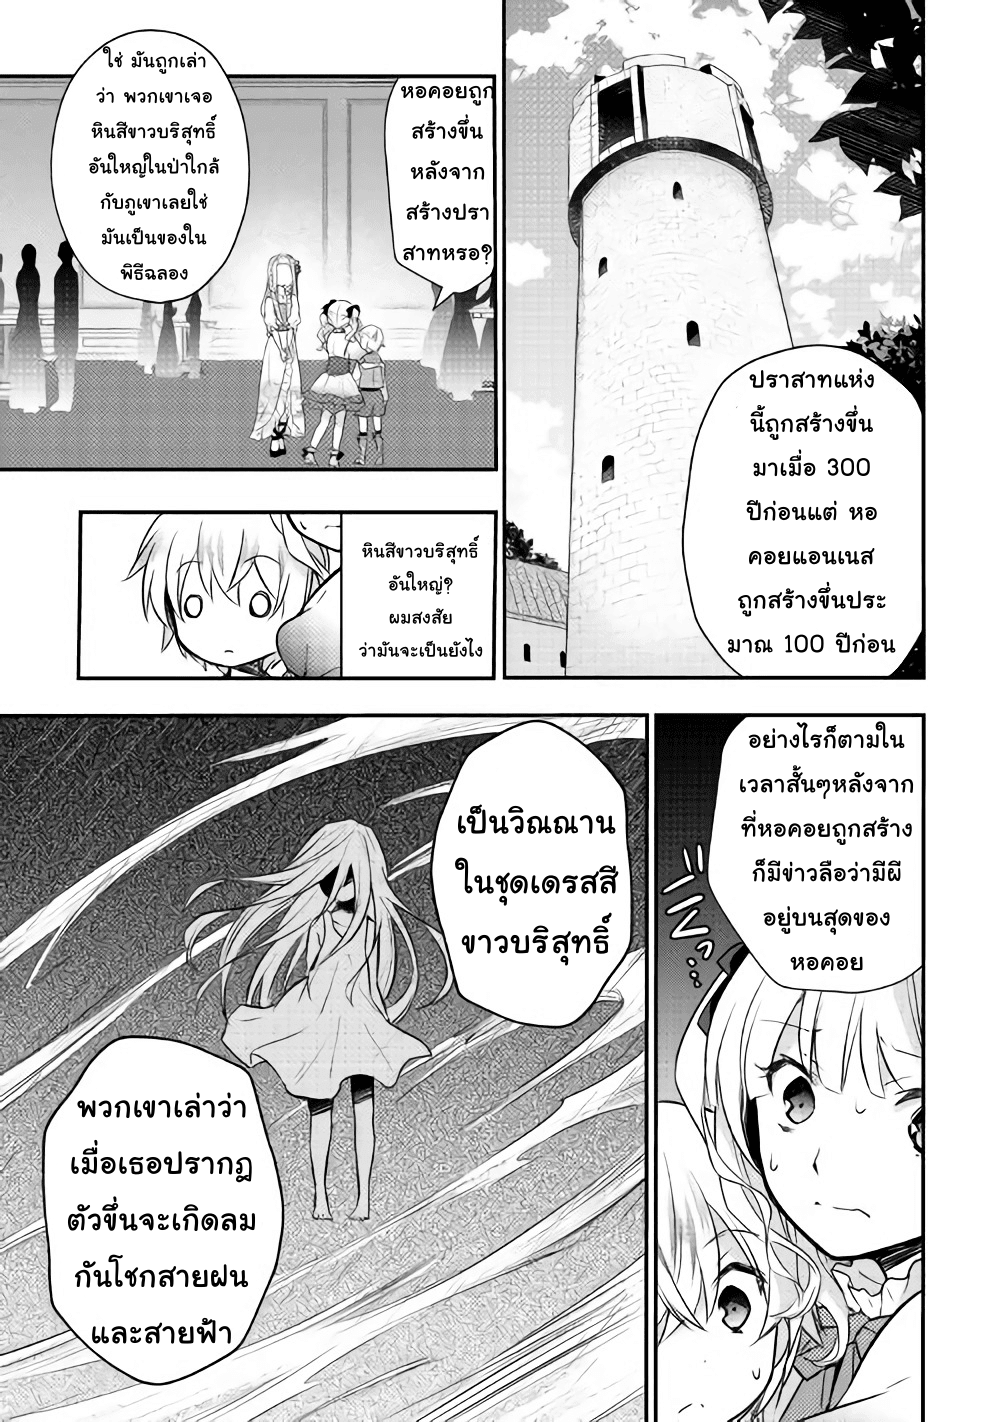 ปราสาทแห่ง
นี้ถูกสร้างขึ้น
มาเมื่อ 300
ปีก่อนแต่ หอ
คอยแอนเนส
ถูกสร้างขึ้นประ
มาณ 100 ปีก่อน
หอคอยถูก
สร้างขึ้น
หลังจาก
สร้างปรา
สาทหรอ?
ใช่ มันถูกเล่า
ว่า พวกเขาเจอ
หินสีขาวบริสุทธิ์
อันใหญ่ในป่าใกล้
กับภูเขาเลยใช่
มันเป็นของใน
พิธีฉลอง
หินสีขาวบริสุทธิ์
อันใหญ่?
ผมสงสัย
ว่ามันจะเป็นยังไง
อย่างไรก็ตามใน
เวลาสั้นๆหลังจาก
ที่หอคอยถูกสร้าง
ก็มีข่าวลือว่ามีผี
อยู่บนสุดของ
หอคอย
เป็นวิณณาน
ในชุดเดรสสี
ขาวบริสุทธิ์
พวกเขาเล่าว่า
เมื่อเธอปรากฎ
ตัวขึ้นจะเกิดลม
กันโชกสายฝน
และสายฟ้า